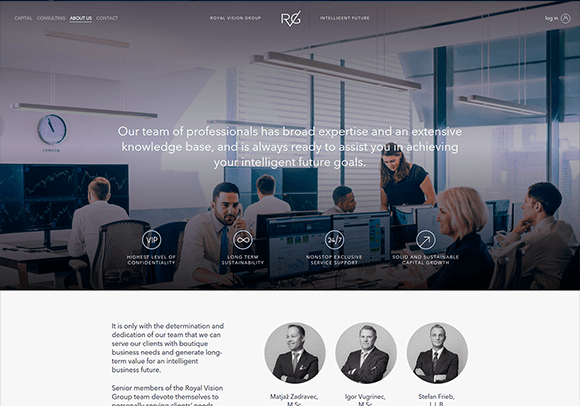 CAPITAL CONSULTING ABOUT US CONTACT
ROYAL VISION GROUP RVG INTELLIGENT FUTURE
log in
LONDON
Our team of professionals has broad expertise and an extensive
knowledge base, and is always ready to assist you in achieving
your intelligent future goals.
VIP
HIGHEST LEVEL OF
CONFIDENTIALITY
LONG TERM
SUSTAINABILITY
24/7
NONSTOP EXCLUSIVE
SERVICE SUPPORT
SOLID AND SUSTAINABLE
CAPITAL GROWTH
It is only with the determination and
dedication of our team that we can
serve our clients with boutique
business needs and generate long-
term value for an intelligent
business future.
Senior members of the Royal Vision
Group team devote themselves to
personally serving clients' needs
Matjaž Zadravec,
M.Sc.
Igor Vugrinec,
M.Sc.
Stefan Frieb,